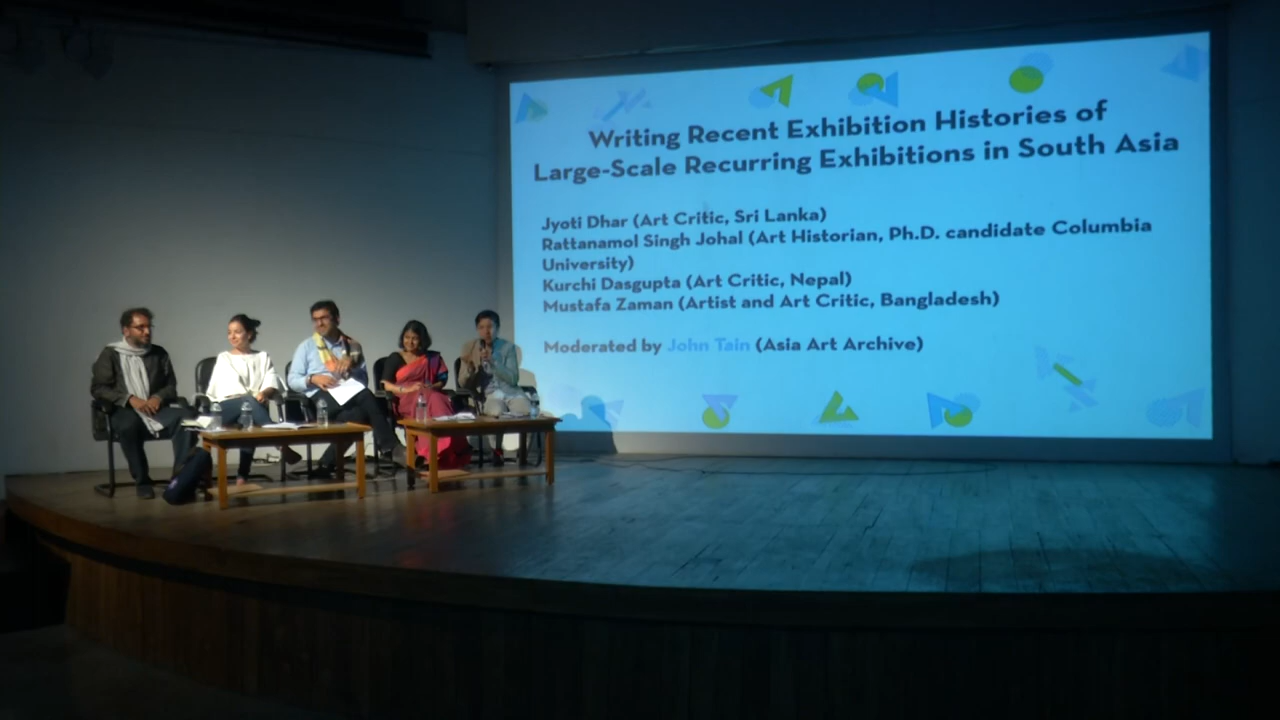 Writing Recent Exhibition Histories of
Large-Scale Recurring Exhibitions in South Asia
Jyoti Dhar (Art Critic, Sri Lanka)
Rattanamol Singh Johal (Art Historian, Ph.D. candidate Columbia
University)
Kurchi Dasgupta (Art Critic, Nepal)
Mustafa Zaman (Artist and Art Critic, Bangladesh)
Moderated by John Tain (Asia Art Archive)